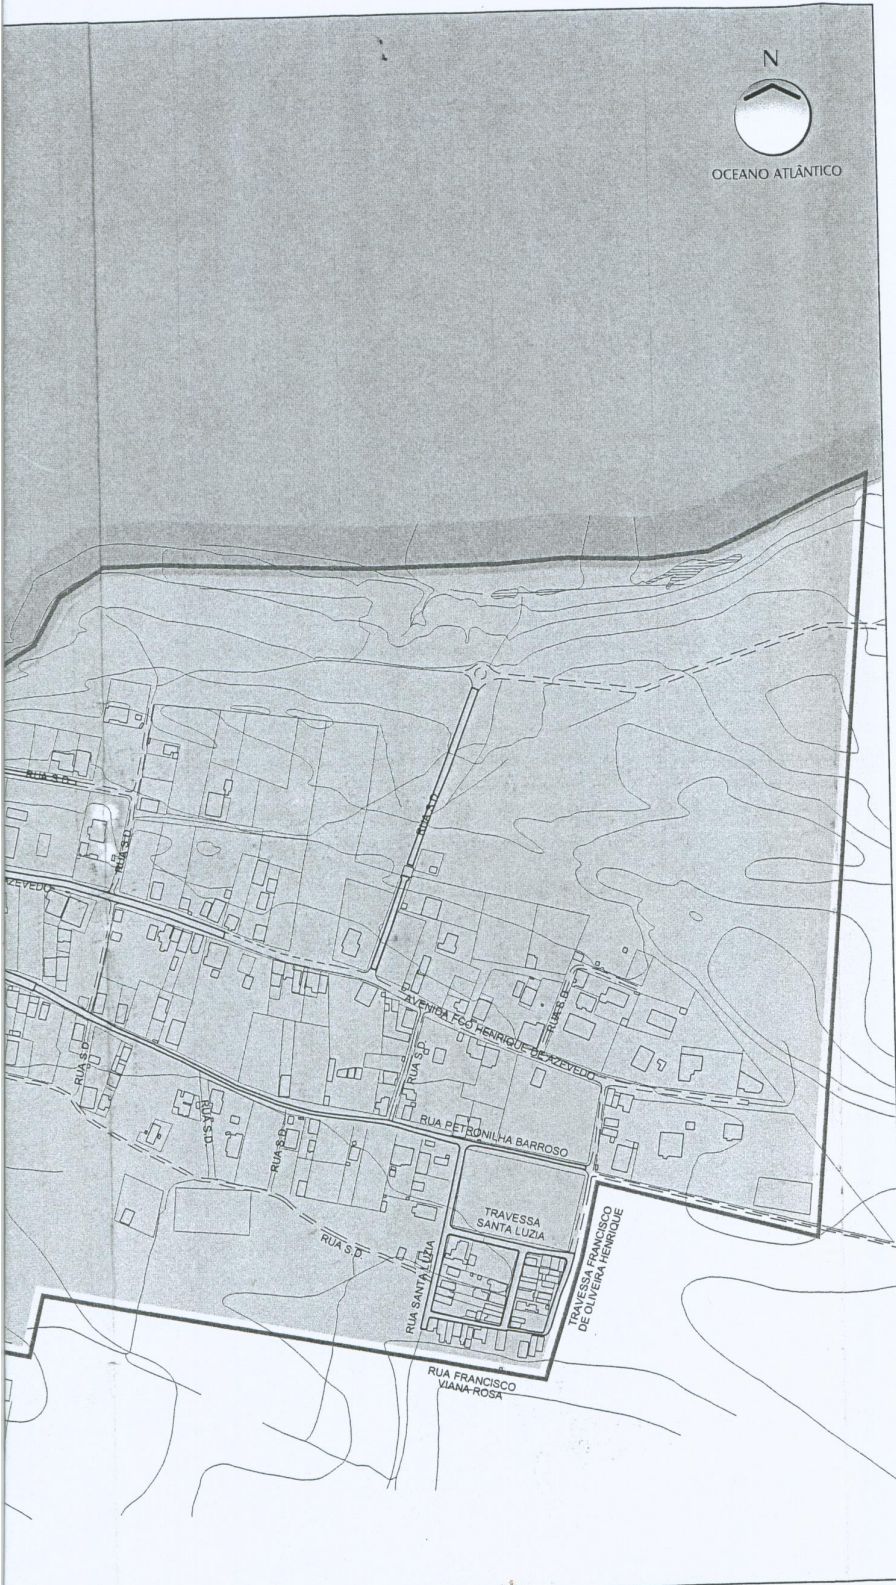 N
OCEANO ATLÂNTICO
RUA S.D.
RUA S.D.
RUA S.D.
AZEVEDO
AVENIDA FCO HENRIQUE DE AZEVEDO
RUA S.D.
RUA S.D.
RUA S.D.
RUA S.D.
RUA S.D.
RUA PETRONILHA BARROSO
TRAVESSA
SANTA LUZIA
RUA S.D.
RUA SANTA LUZIA
TRAVESSA FRANCISCO
DE OLIVEIRA HENRIQUE
RUA FRANCISCO
VIANA ROSA